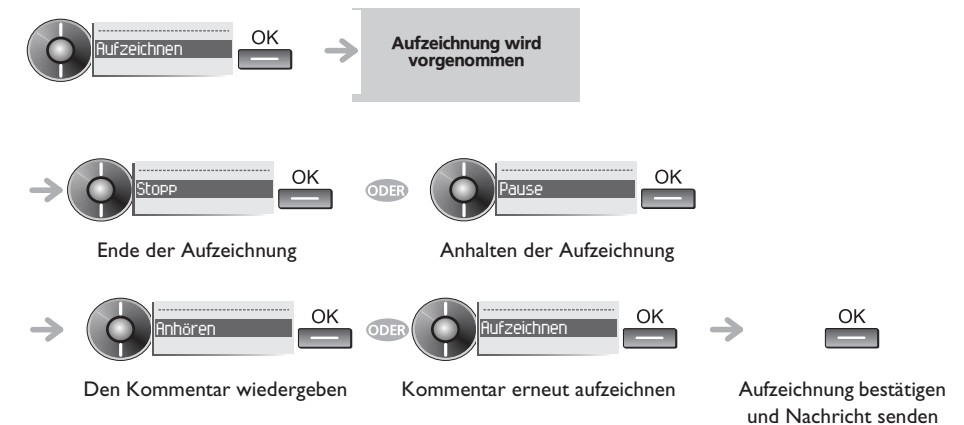 Aufzeichnen OK Aufzeichnung wird
vorgenommen
Stopp OK ODER Pause OK
Ende der Aufzeichnung Anhalten der Aufzeichnung
Anhören OK ODER Aufzeichnen OK OK
Den Kommentar wiedergeben Kommentar erneut aufzeichnen Aufzeichnung bestätigen
und Nachricht senden